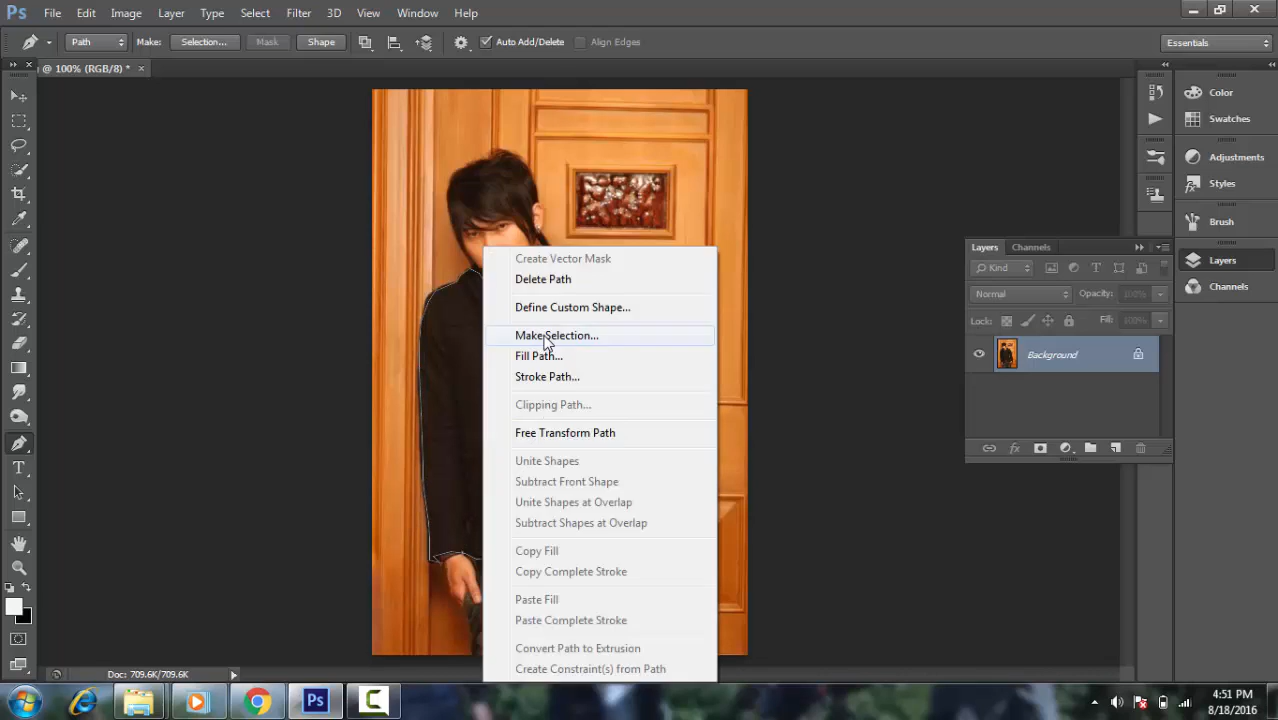 Ps File Edit Image Layer Type Select Filter 3D View Window Help
Path Make: Selection... Mask Shape Auto Add/Delete Align Edges Essentials
@ 100% (RGB/8) * ×
Color
Swatches
Adjustments
Styles
Brush
Layers
Channels
Layers Channels
Kind
Normal Opacity: 100%
Lock: Fill: 100%
Background
Create Vector Mask
Delete Path
Define Custom Shape...
Make Selection...
Fill Path...
Stroke Path...
Clipping Path...
Free Transform Path
Unite Shapes
Subtract Front Shape
Unite Shapes at Overlap
Subtract Shapes at Overlap
Copy Fill
Copy Complete Stroke
Paste Fill
Paste Complete Stroke
Convert Path to Extrusion
Create Constraint(s) from Path
Doc: 709.6K/709.6K
Ps
4:51 PM
8/18/2016